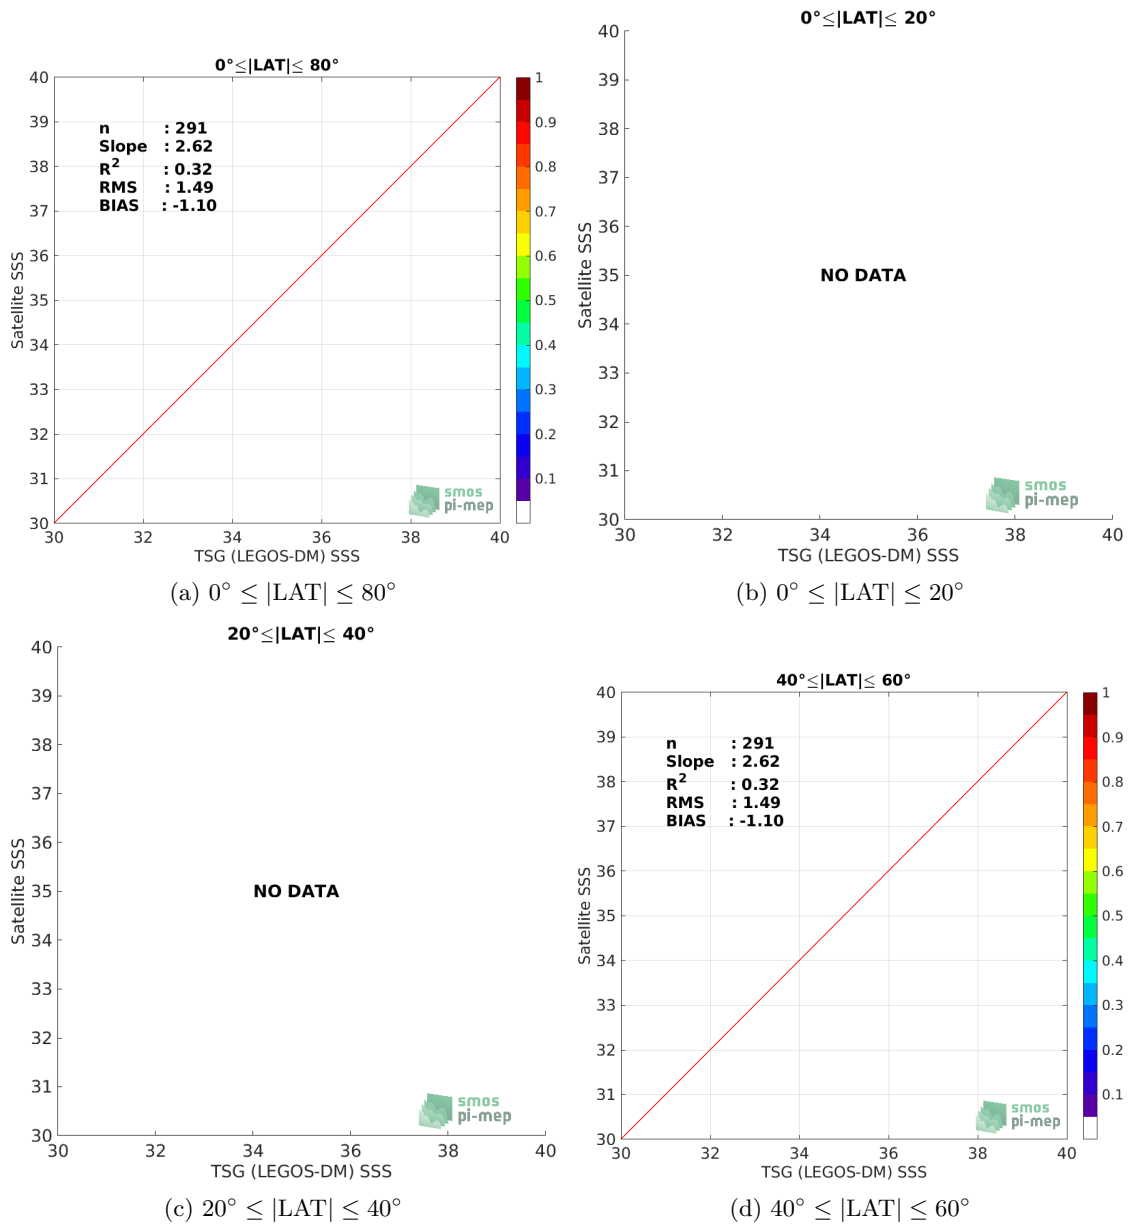 0°≤|LAT|≤ 80°
40
39
38
37
36
35
34
33
32
31
30
Satellite SSS
n : 291
Slope : 2.62
R² : 0.32
RMS : 1.49
BIAS : -1.10
smos
pi-mep
30 32 34 36 38 40
TSG (LEGOS-DM) SSS
1
0.9
0.8
0.7
0.6
0.5
0.4
0.3
0.2
0.1
(a) 0° ≤ |LAT| ≤ 80°
0°≤|LAT|≤ 20°
40
39
38
37
36
35
34
33
32
31
30
Satellite SSS
NO DATA
smos
pi-mep
30 32 34 36 38 40
TSG (LEGOS-DM) SSS
(b) 0° ≤ |LAT| ≤ 20°
20°≤|LAT|≤ 40°
40
39
38
37
36
35
34
33
32
31
30
Satellite SSS
NO DATA
smos
pi-mep
30 32 34 36 38 40
TSG (LEGOS-DM) SSS
(c) 20° ≤ |LAT| ≤ 40°
40°≤|LAT|≤ 60°
40
39
38
37
36
35
34
33
32
31
30
Satellite SSS
n : 291
Slope : 2.62
R² : 0.32
RMS : 1.49
BIAS : -1.10
smos
pi-mep
30 32 34 36 38 40
TSG (LEGOS-DM) SSS
1
0.9
0.8
0.7
0.6
0.5
0.4
0.3
0.2
0.1
(d) 40° ≤ |LAT| ≤ 60°